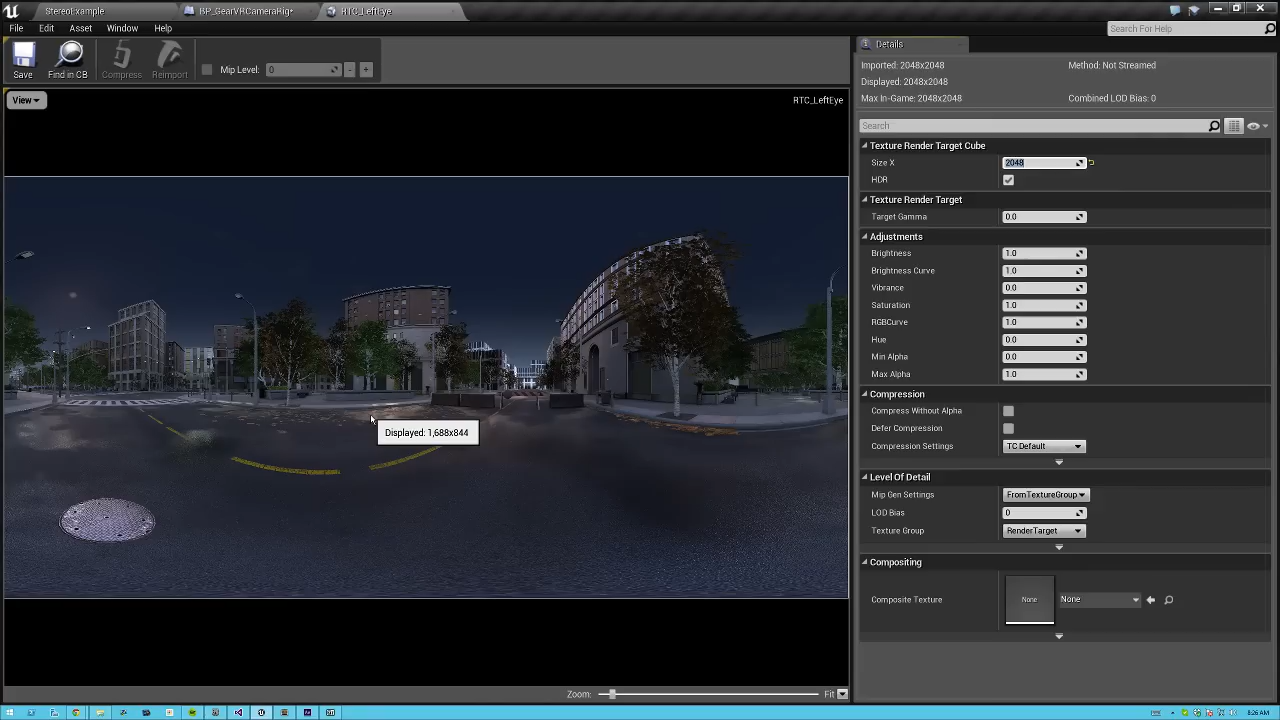 StereoExample
BP_GearVRCameraRig*
RTC_LeftEye
File Edit Asset Window Help
Search For Help
Save
Find in CB
Compress
Reimport
Mip Level: 0 - +
View
RTC_LeftEye
Displayed: 1,688x844
Zoom: Fit
Details
Imported: 2048x2048 Method: Not Streamed
Displayed: 2048x2048
Max In-Game: 2048x2048 Combined LOD Bias: 0
Search
Texture Render Target Cube
Size X 2048
HDR
Texture Render Target
Target Gamma 0.0
Adjustments
Brightness 1.0
Brightness Curve 1.0
Vibrance 0.0
Saturation 1.0
RGBCurve 1.0
Hue 0.0
Min Alpha 0.0
Max Alpha 1.0
Compression
Compress Without Alpha
Defer Compression
Compression Settings TC Default
Level Of Detail
Mip Gen Settings FromTextureGroup
LOD Bias 0
Texture Group RenderTarget
Compositing
Composite Texture None None
8:26 AM